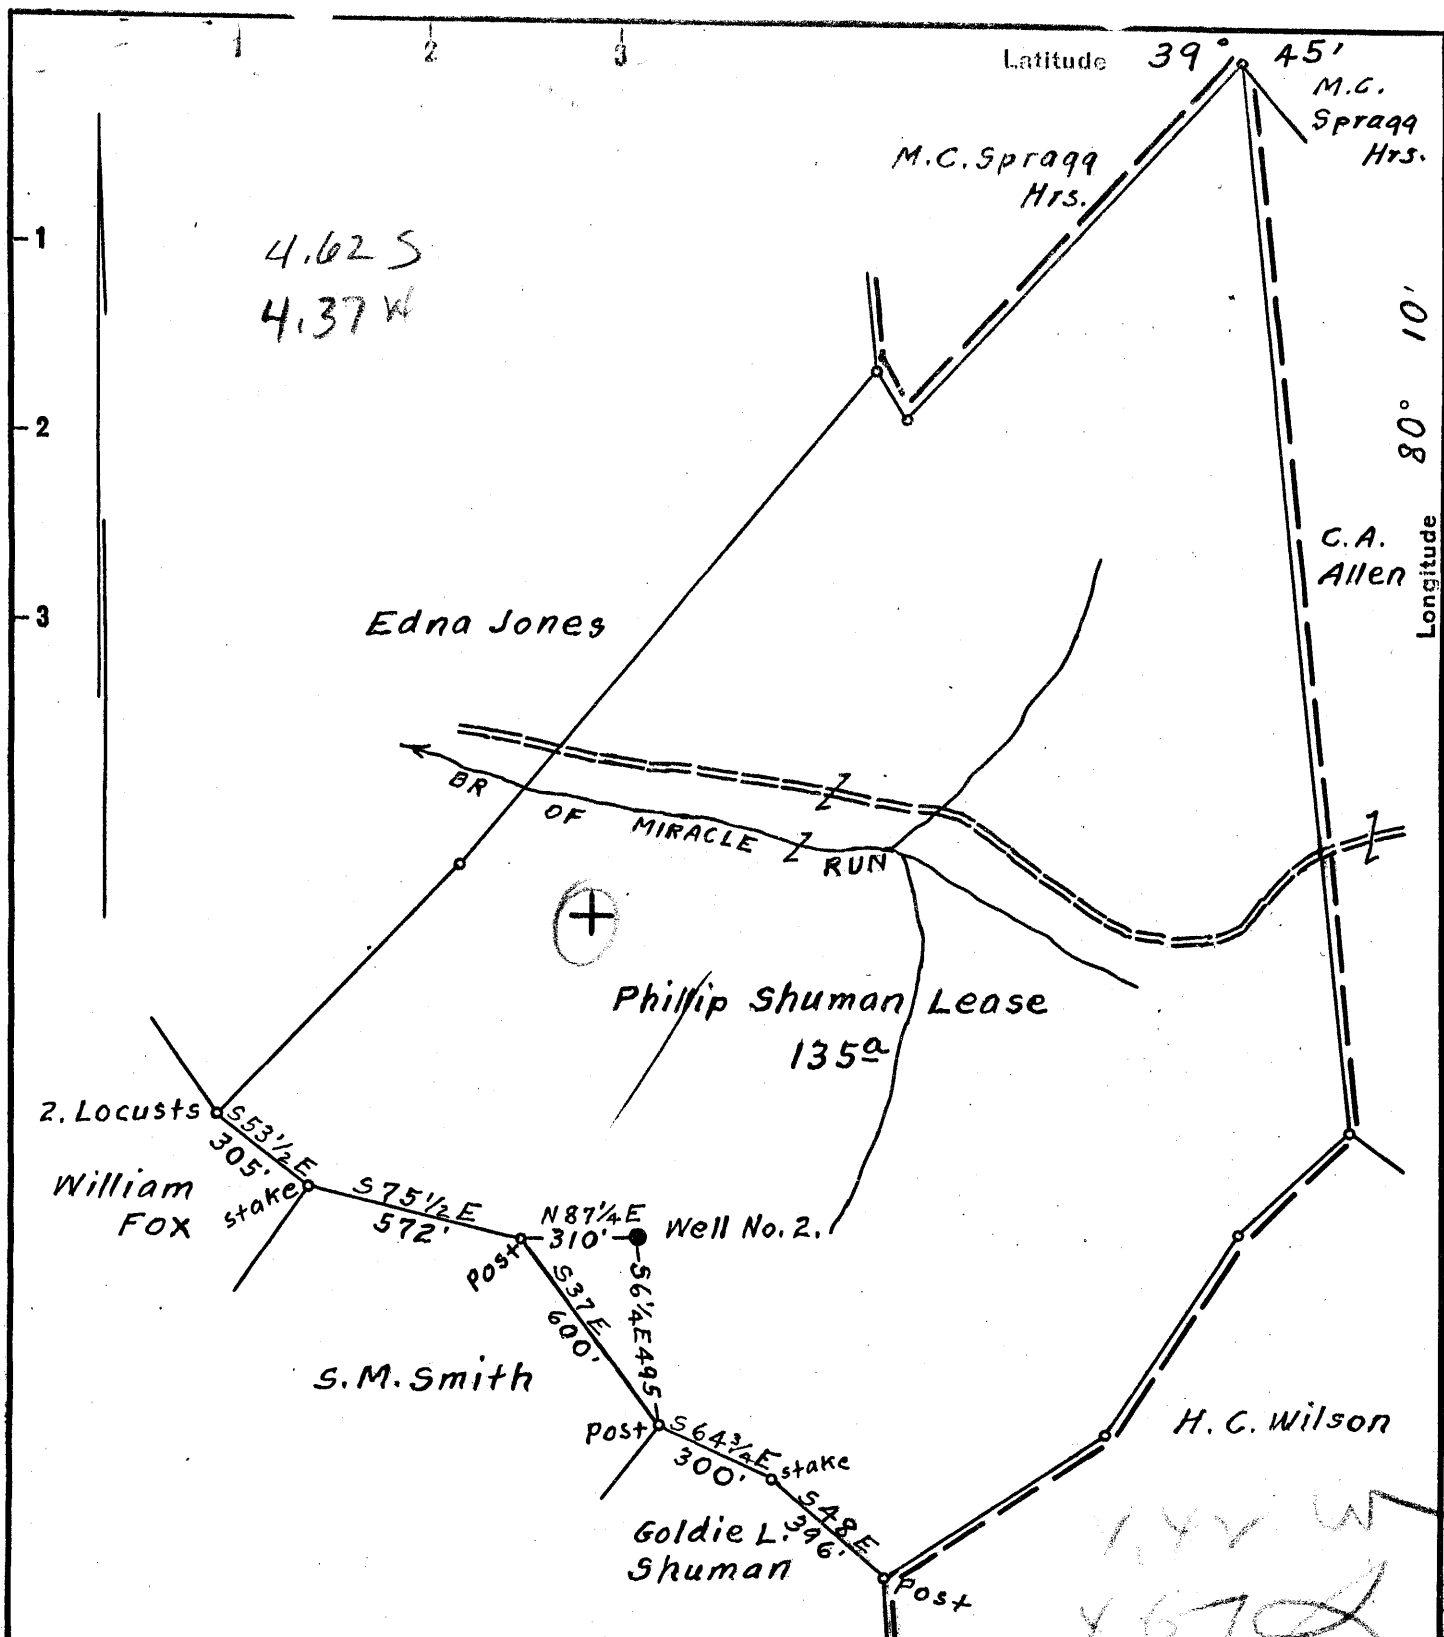 1 2 3
Latitude 39° 45'
M.C.
Spragg
Hrs.
M.C. Spragg
Hrs.
1
4.62 S
4.37 W
10'
80°
Longitude
2
C.A.
Allen
3
Edna Jones
BR OF MIRACLE RUN
Phillip Shuman Lease
135a
2. Locusts
S53½E
305'
William
Fox
stake
S75½E
572'
N87¼E
310'
Well No. 2.
Post
S37E
600'
S6¼E 495
S.M. Smith
Post
S64¾E
300'
stake
H.C. Wilson
S48E
396'
Goldie L.
Shuman
Post
W